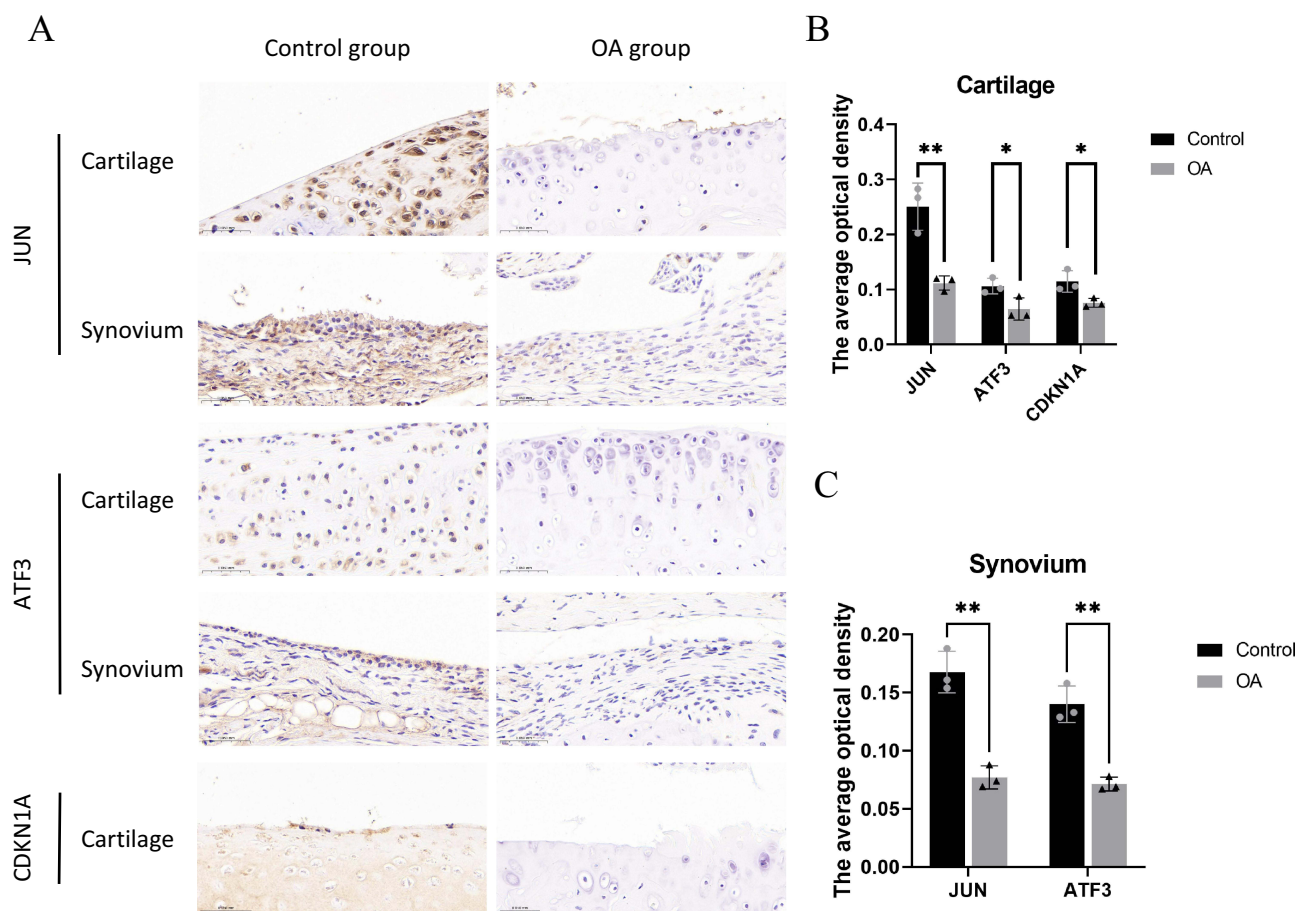 A
Control group
OA group
JUN
Cartilage
Synovium
ATF3
Cartilage
Synovium
CDKN1A
Cartilage
B
Cartilage
The average optical density
0.4
0.3
0.2
0.1
0.0
** * *
JUN
ATF3
CDKN1A
Control
OA
C
Synovium
The average optical density
0.20
0.15
0.10
0.05
0.00
** **
JUN
ATF3
Control
OA